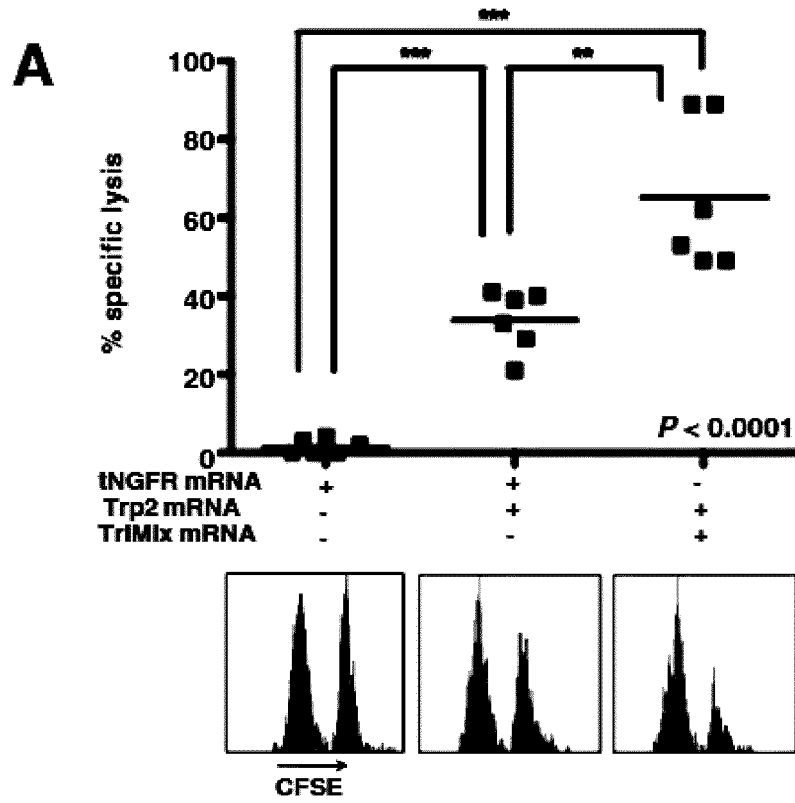 A
***
*** **
% specific lysis
100
80
60
40
20
0
P < 0.0001
tNGFR mRNA + + -
Trp2 mRNA - + +
TriMix mRNA - - +
CFSE